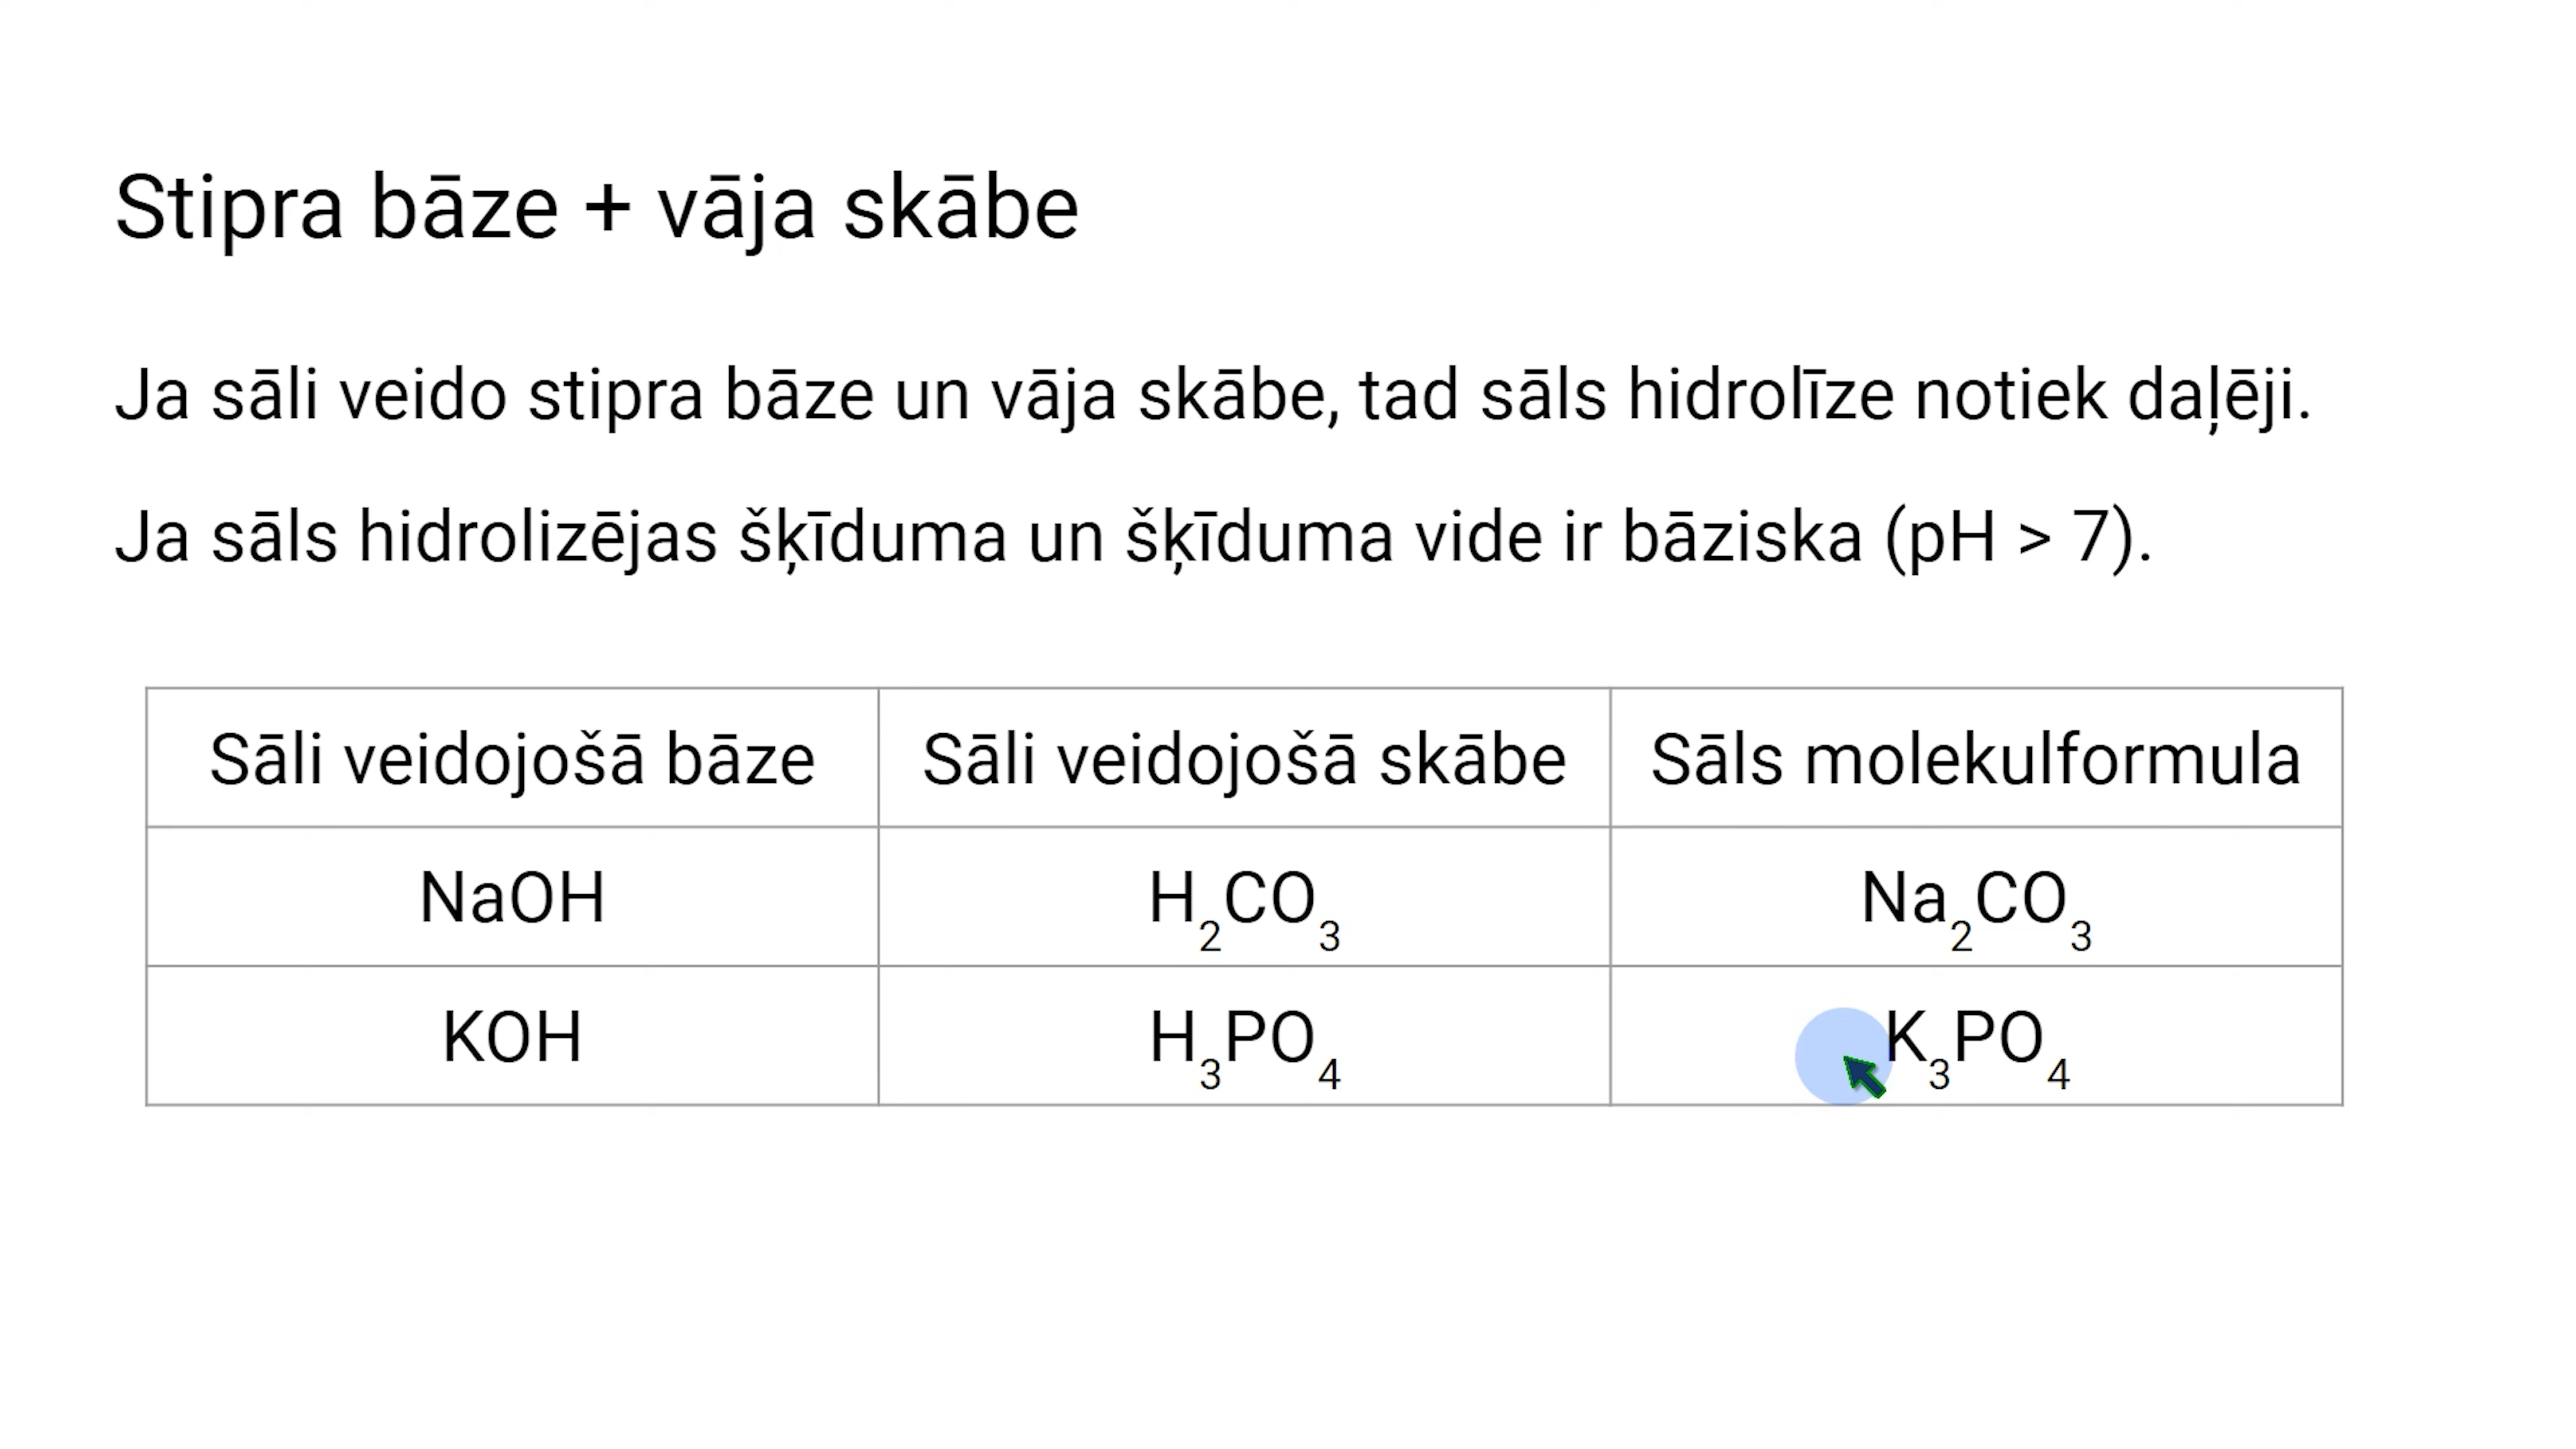 Stipra bāze + vāja skābe
Ja sāli veido stipra bāze un vāja skābe, tad sāls hidrolīze notiek daļēji.
Ja sāls hidrolizējas šķīduma un šķīduma vide ir bāziska (pH > 7).
Sāli veidojošā bāze Sāli veidojošā skābe Sāls molekulformula
NaOH H₂CO₃ Na₂CO₃
KOH H₃PO₄ K₃PO₄